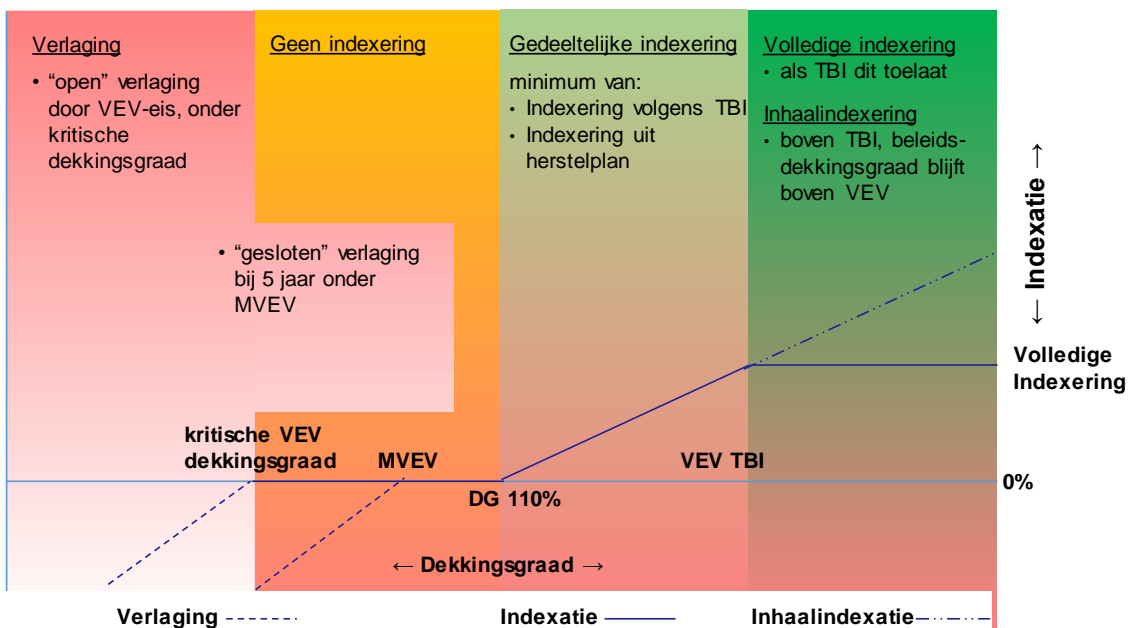 Verlaging
• “open” verlaging
door VEV-eis, onder
kritische
dekkingsgraad
Geen indexering
• “gesloten” verlaging
bij 5 jaar onder
MVEV
Gedeeltelijke indexering
minimum van:
• Indexering volgens TBI
• Indexering uit
herstelplan
Volledige indexering
• als TBI dit toelaat
Inhaalindexering
• boven TBI, beleids-
dekkingsgraad blijft
boven VEV
← Indexatie →
Volledige
Indexering
kritische VEV
dekkingsgraad
MVEV
VEV TBI
0%
DG 110%
← Dekkingsgraad →
Verlaging
Indexatie
Inhaalindexatie